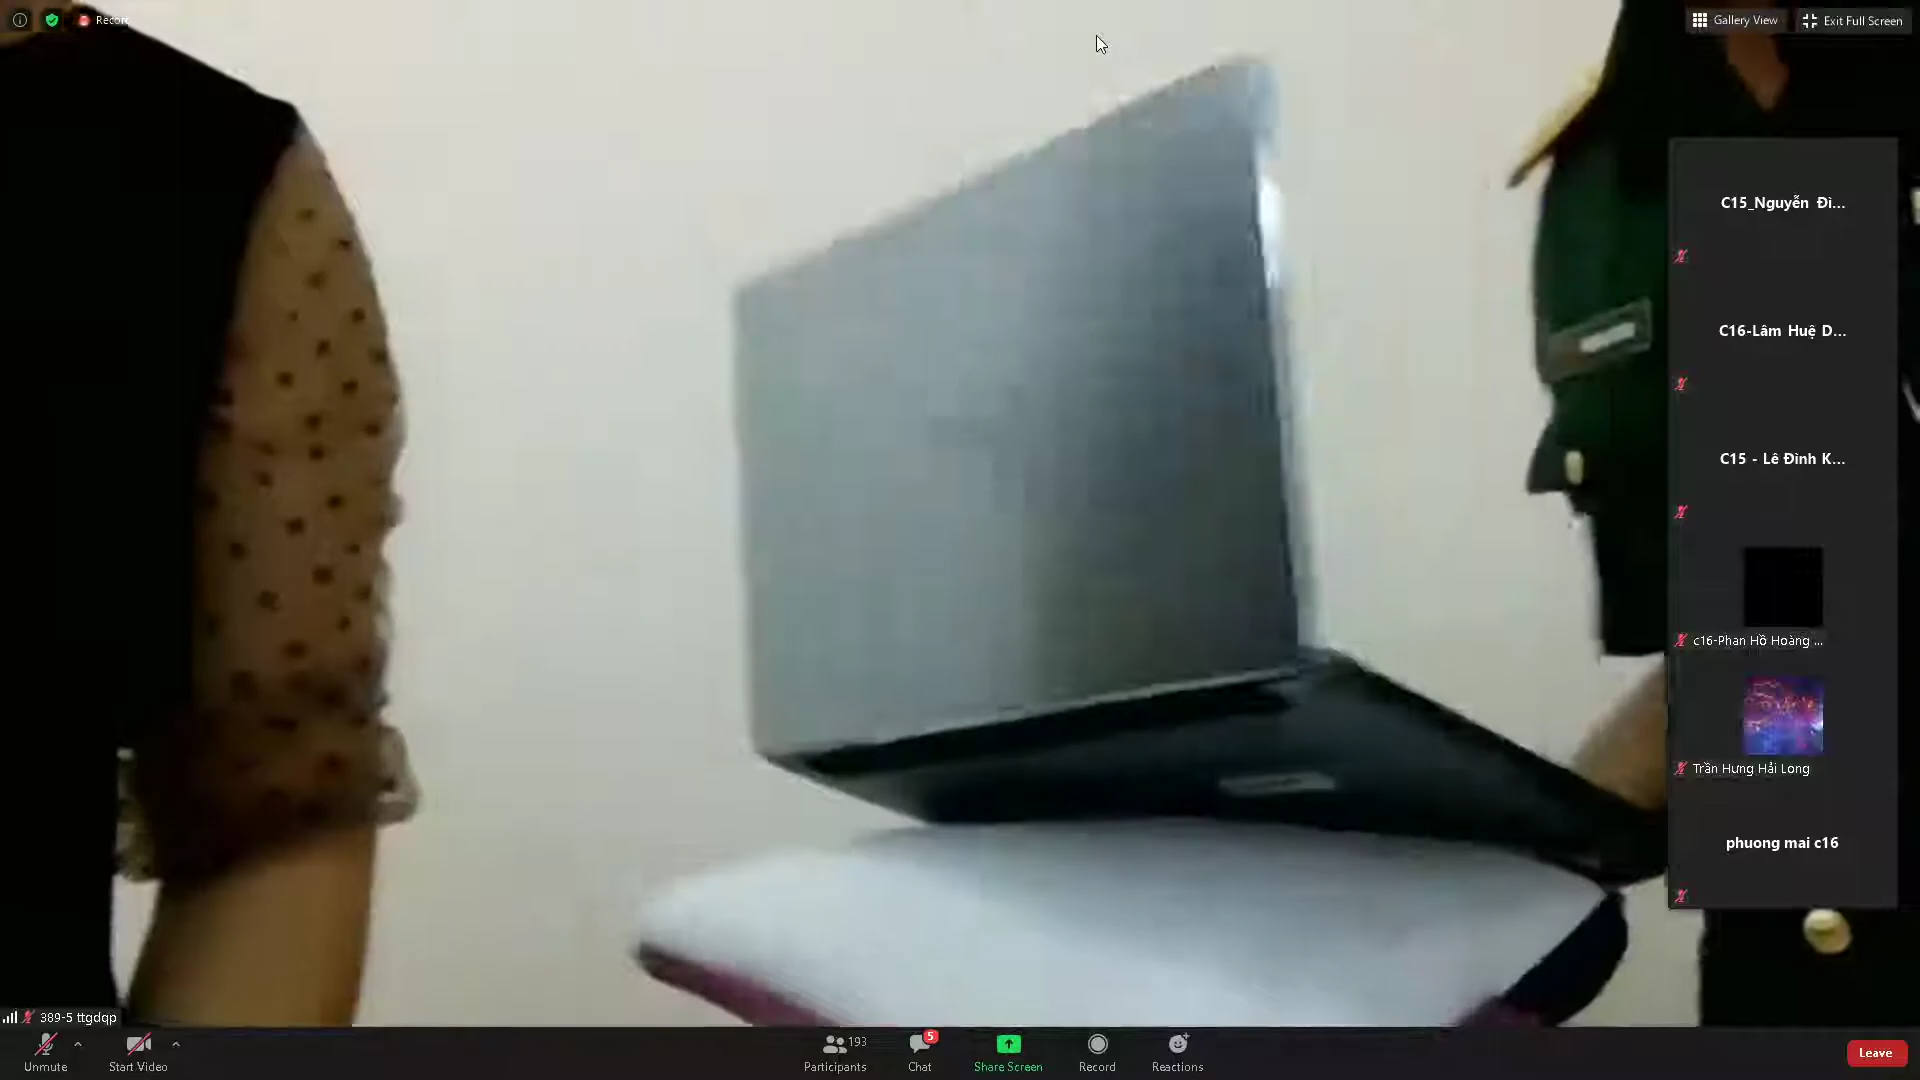 Record
Gallery View
Exit Full Screen
C15_Nguyễn Đì...
C16-Lâm Huệ D...
C15 - Lê Đình K...
c16-Phan Hồ Hoàng ...
Trần Hưng Hải Long
phuong mai c16
389-5 ttgdqp
Unmute
Start Video
193
Participants
5
Chat
Share Screen
Record
Reactions
Leave